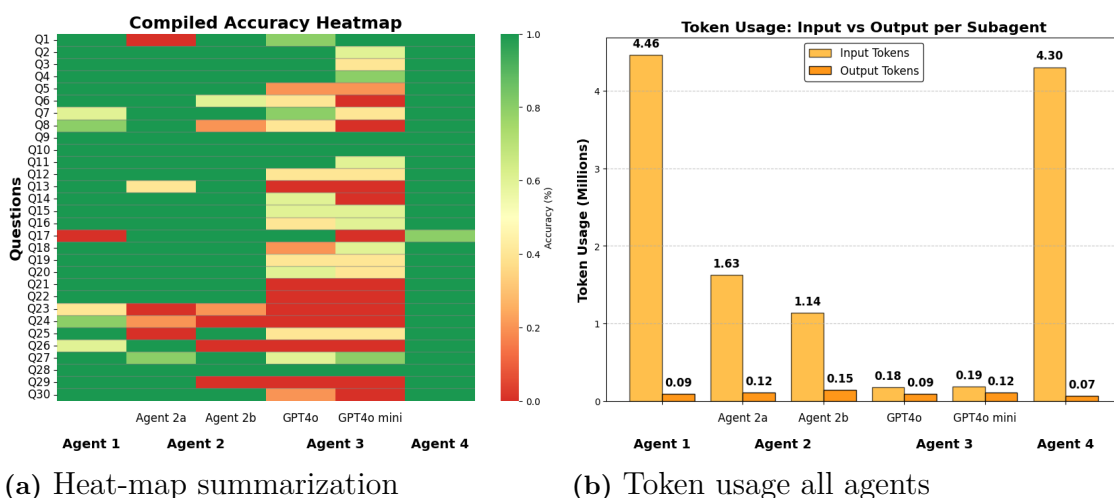 Compiled Accuracy Heatmap
Questions
Q1
Q2
Q3
Q4
Q5
Q6
Q7
Q8
Q9
Q10
Q11
Q12
Q13
Q14
Q15
Q16
Q17
Q18
Q19
Q20
Q21
Q22
Q23
Q24
Q25
Q26
Q27
Q28
Q29
Q30
Agent 2a Agent 2b GPT4o GPT4o mini
Agent 1 Agent 2 Agent 3 Agent 4
1.0
0.8
0.6
0.4
0.2
0.0
Accuracy (%)
(a) Heat-map summarization
Token Usage: Input vs Output per Subagent
Input Tokens
Output Tokens
Token Usage (Millions)
4
3
2
1
0
4.46
0.09
1.63
0.12
1.14
0.15
0.18
0.09
0.19
0.12
4.30
0.07
Agent 2a Agent 2b GPT4o GPT4o mini
Agent 1 Agent 2 Agent 3 Agent 4
(b) Token usage all agents